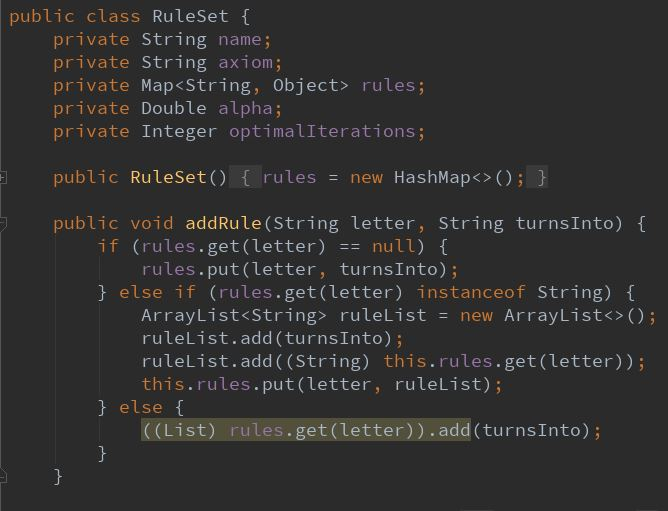 public class RuleSet {
    private String name;
    private String axiom;
    private Map<String, Object> rules;
    private Double alpha;
    private Integer optimalIterations;
    public RuleSet() { rules = new HashMap<>(); }
    public void addRule(String letter, String turnsInto) {
        if (rules.get(letter) == null) {
            rules.put(letter, turnsInto);
        } else if (rules.get(letter) instanceof String) {
            ArrayList<String> ruleList = new ArrayList<>();
            ruleList.add(turnsInto);
            ruleList.add((String) this.rules.get(letter));
            this.rules.put(letter, ruleList);
        } else {
            ((List) rules.get(letter)).add(turnsInto);
        }
    }